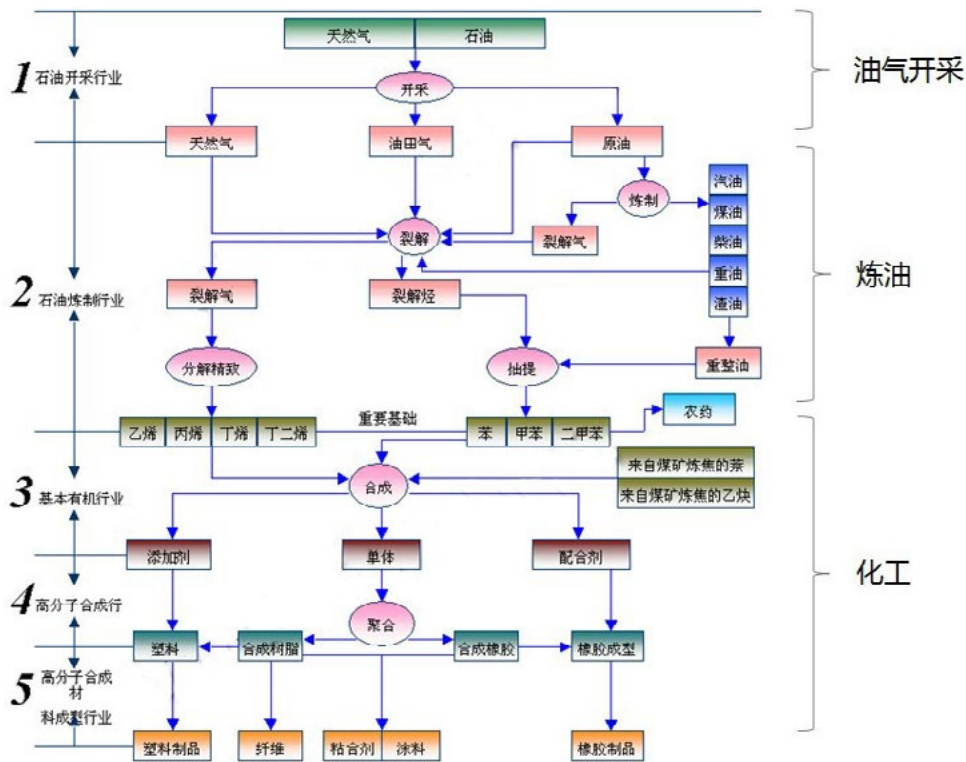 天然气 石油
1 石油开采行业
开采
油气开采
天然气 油田气 原油
炼制
汽油
煤油
柴油
重油
渣油
裂解 裂解气
2 石油炼制行业
裂解气 裂解烃
炼油
分解精致 抽提 重整油
重要基础 农药
乙烯 丙烯 丁烯 丁二烯 苯 甲苯 二甲苯
3 基本有机行业
合成
来自煤矿炼焦的萘
来自煤矿炼焦的乙炔
添加剂 单体 配合剂
化工
4 高分子合成行
聚合
塑料 合成树脂 合成橡胶 橡胶成型
5 高分子合成
材
料成型行业
塑料制品 纤维 粘合剂 涂料 橡胶制品